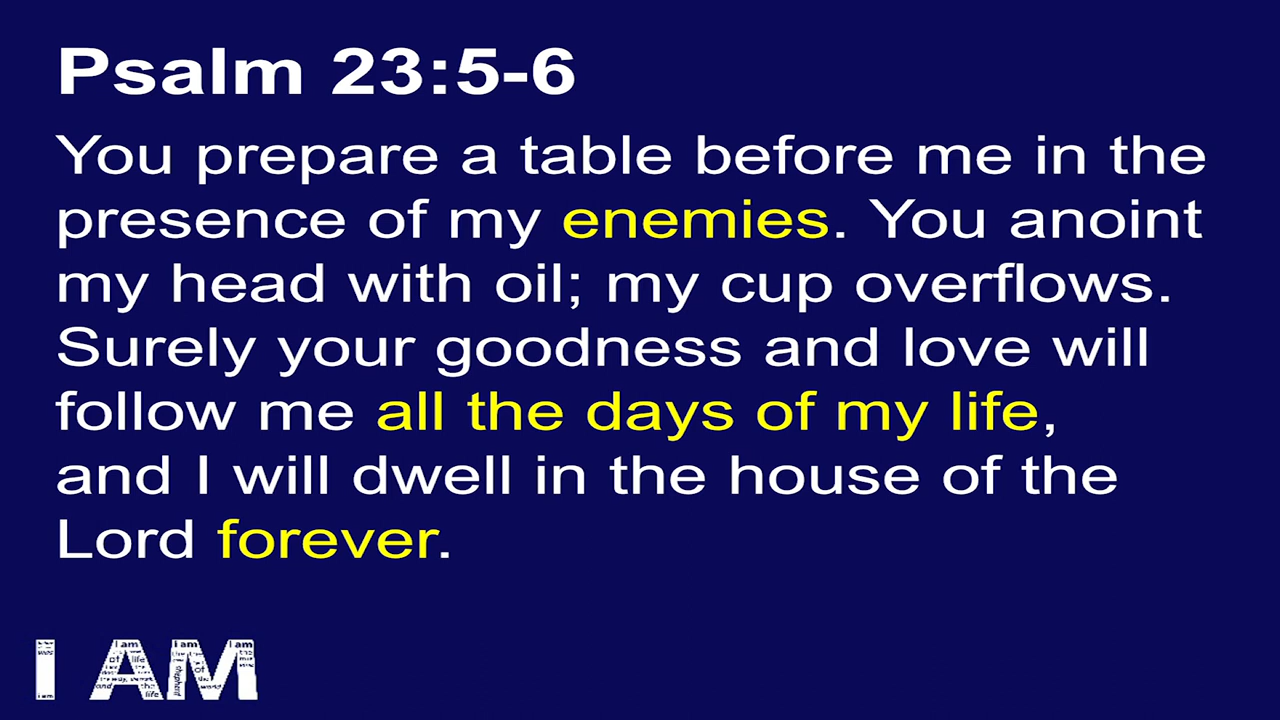 Psalm 23:5-6
You prepare a table before me in the
presence of my enemies. You anoint
my head with oil; my cup overflows.
Surely your goodness and love will
follow me all the days of my life,
and I will dwell in the house of the
Lord forever.
I AM